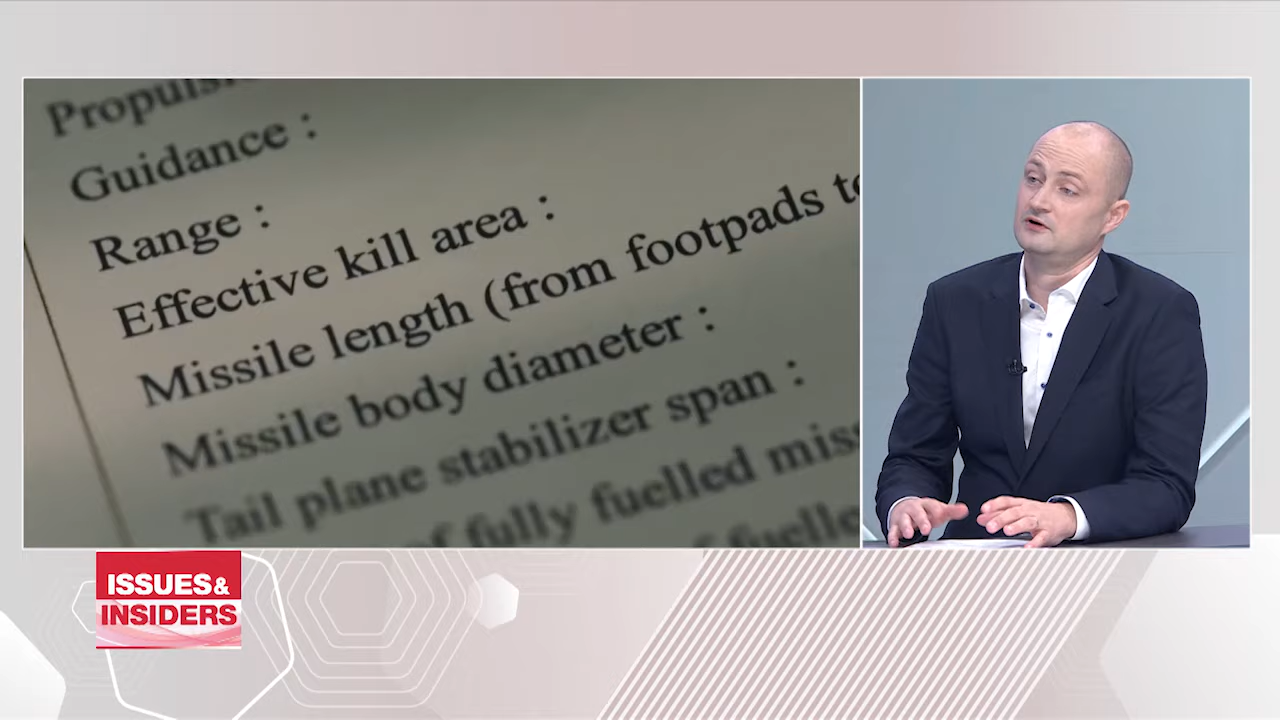 Guidance :
Range :
Effective kill area :
Missile length (from footpads to
Missile body diameter :
Tail plane stabilizer span :
of fully fuelled
of
ISSUES &
INSIDERS